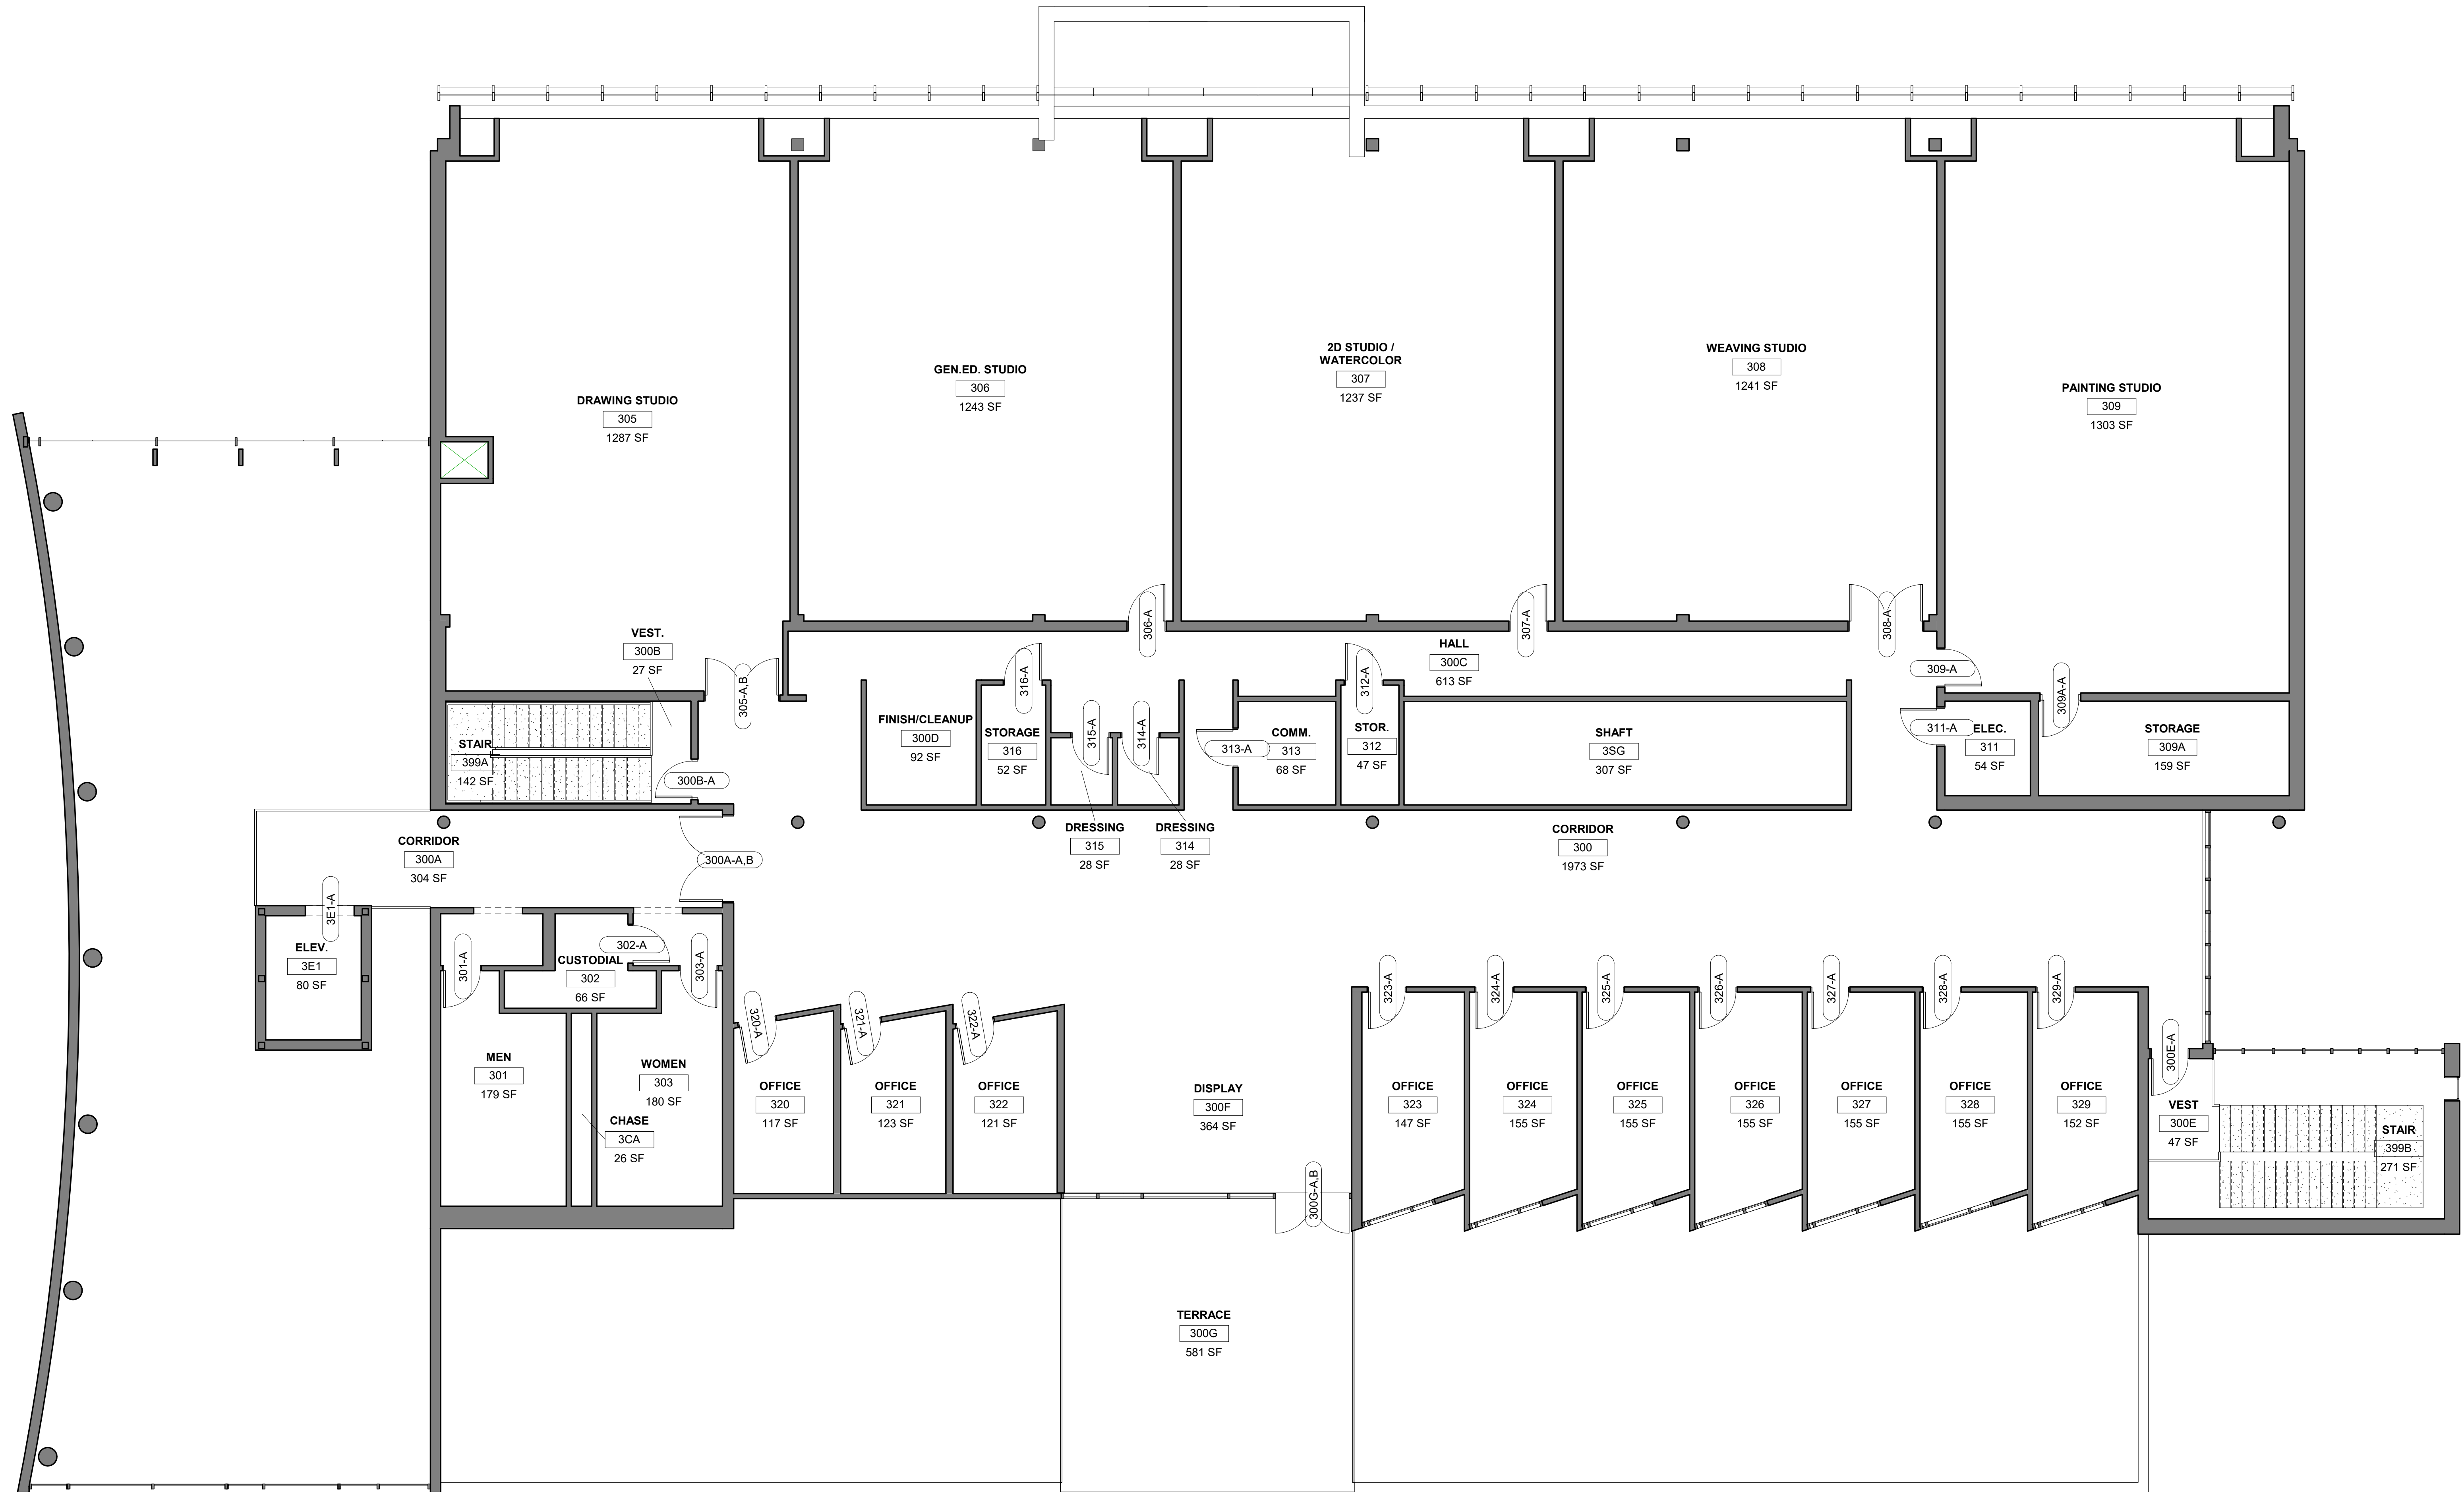 2D STUDIO /
WATERCOLOR
307
1237 SF
WEAVING STUDIO
308
1241 SF
GEN.ED. STUDIO
306
1243 SF
PAINTING STUDIO
309
1303 SF
DRAWING STUDIO
305
1287 SF
VEST.
300B
27 SF
306-A
307-A
308-A
HALL
300C
613 SF
305-A,B
316-A
312-A
309-A
309A-A
FINISH/CLEANUP
300D
92 SF
STORAGE
316
52 SF
315-A
314-A
313-A
COMM.
313
68 SF
STOR.
312
47 SF
SHAFT
3SG
307 SF
311-A
ELEC.
311
54 SF
STORAGE
309A
159 SF
STAIR
399A
142 SF
300B-A
CORRIDOR
300A
304 SF
300A-A,B
DRESSING
315
28 SF
DRESSING
314
28 SF
CORRIDOR
300
1973 SF
3E1-A
ELEV.
3E1
80 SF
301-A
302-A
303-A
CUSTODIAL
302
66 SF
320-A
321-A
322-A
323-A
324-A
325-A
326-A
327-A
328-A
329-A
300E-A
MEN
301
179 SF
WOMEN
303
180 SF
CHASE
3CA
26 SF
OFFICE
320
117 SF
OFFICE
321
123 SF
OFFICE
322
121 SF
DISPLAY
300F
364 SF
OFFICE
323
147 SF
OFFICE
324
155 SF
OFFICE
325
155 SF
OFFICE
326
155 SF
OFFICE
327
155 SF
OFFICE
328
155 SF
OFFICE
329
152 SF
VEST
300E
47 SF
STAIR
399B
271 SF
300G-A,B
TERRACE
300G
581 SF